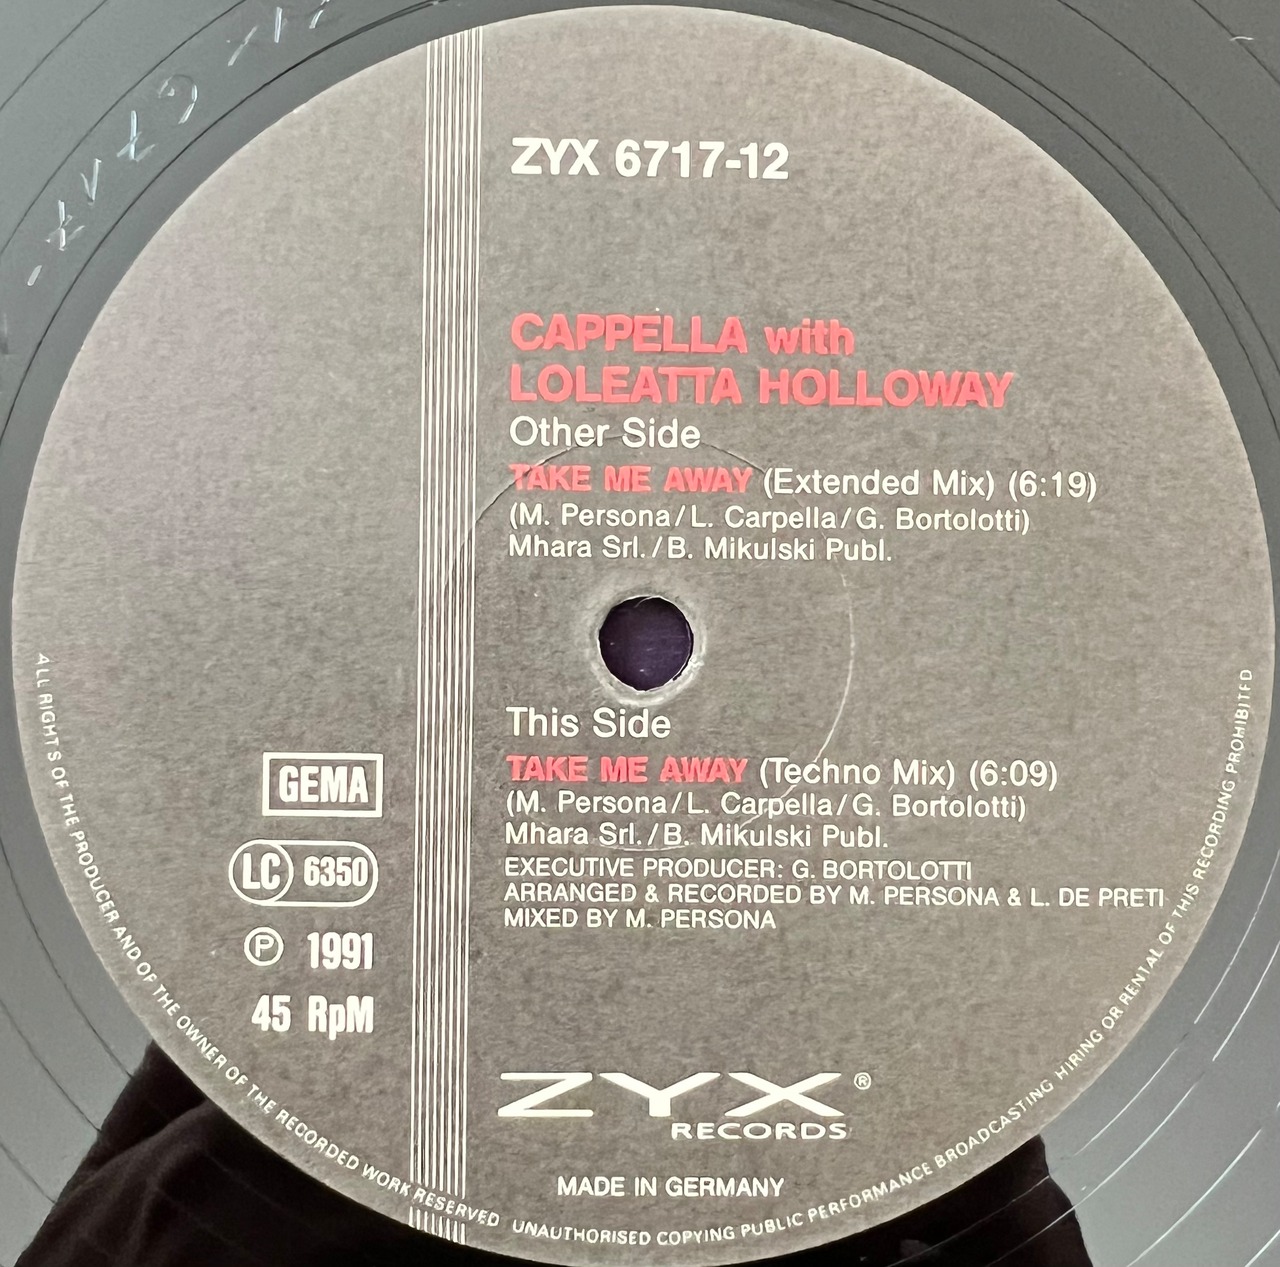 ZYX 6717-12
CAPPELLA with
LOLEATTA HOLLOWAY
Other Side
TAKE ME AWAY (Extended Mix) (6:19)
(M. Persona/L. Carpella/G. Bortolotti)
Mhara Srl./B. Mikulski Publ.
This Side
TAKE ME AWAY (Techno Mix) (6:09)
(M. Persona/L. Carpella/G. Bortolotti)
Mhara Srl./B. Mikulski Publ.
EXECUTIVE PRODUCER: G. BORTOLOTTI
ARRANGED & RECORDED BY M. PERSONA & L. DE PRETI
MIXED BY M. PERSONA
GEMA
LC 6350
Ⓟ 1991
45 RpM
ZYX®
RECORDS
MADE IN GERMANY
ALL RIGHTS OF THE PRODUCER AND OF THE OWNER OF THE RECORDED WORK RESERVED UNAUTHORISED COPYING PUBLIC PERFORMANCE BROADCASTING HIRING OR RENTAL OF THIS RECORDING PROHIBITED